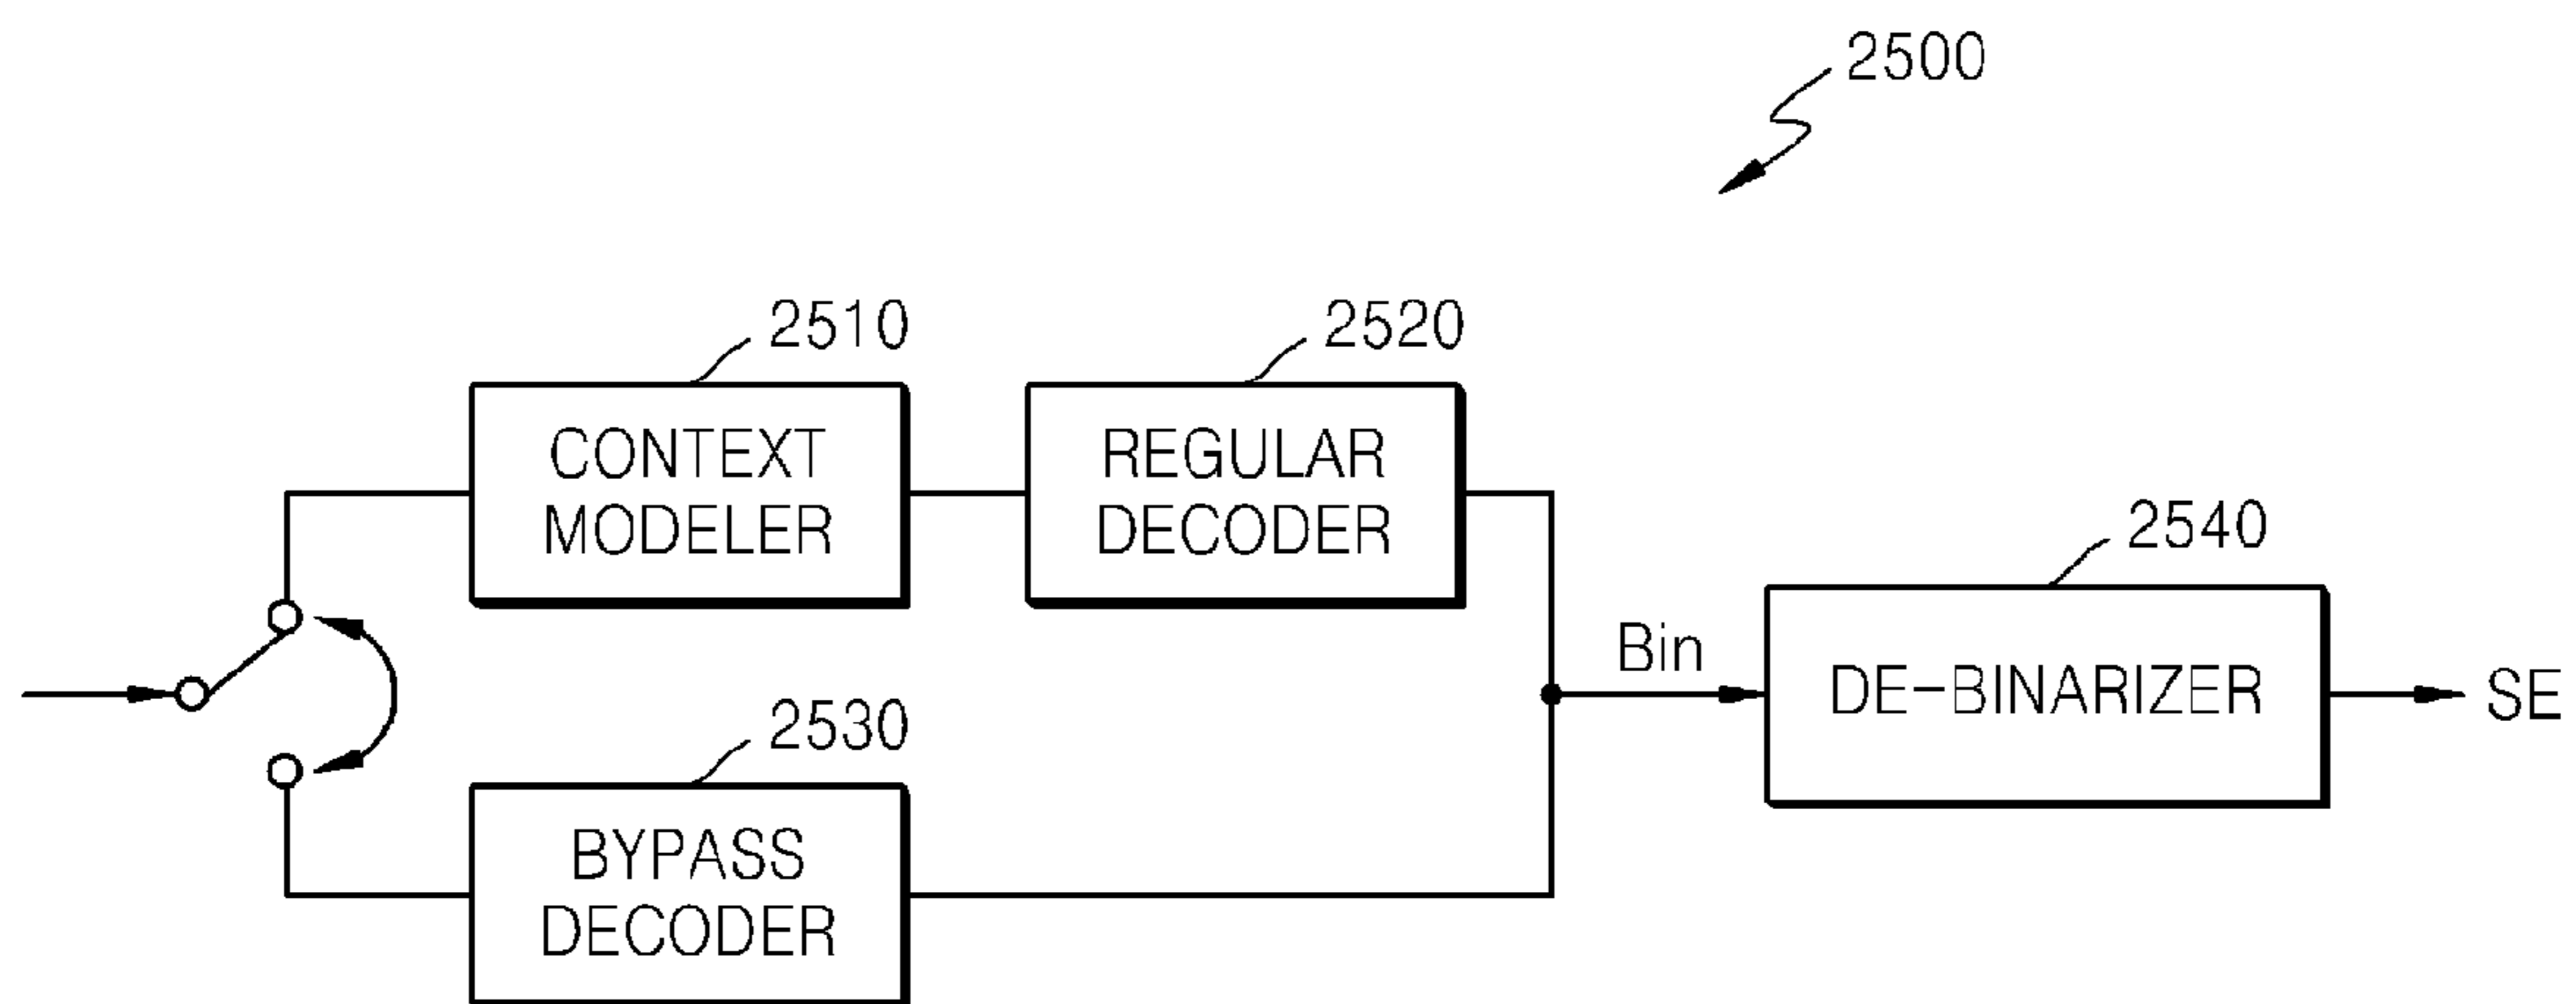 2500
2510
2520
CONTEXT
MODELER
REGULAR
DECODER
2540
Bin
DE-BINARIZER
SE
2530
BYPASS
DECODER